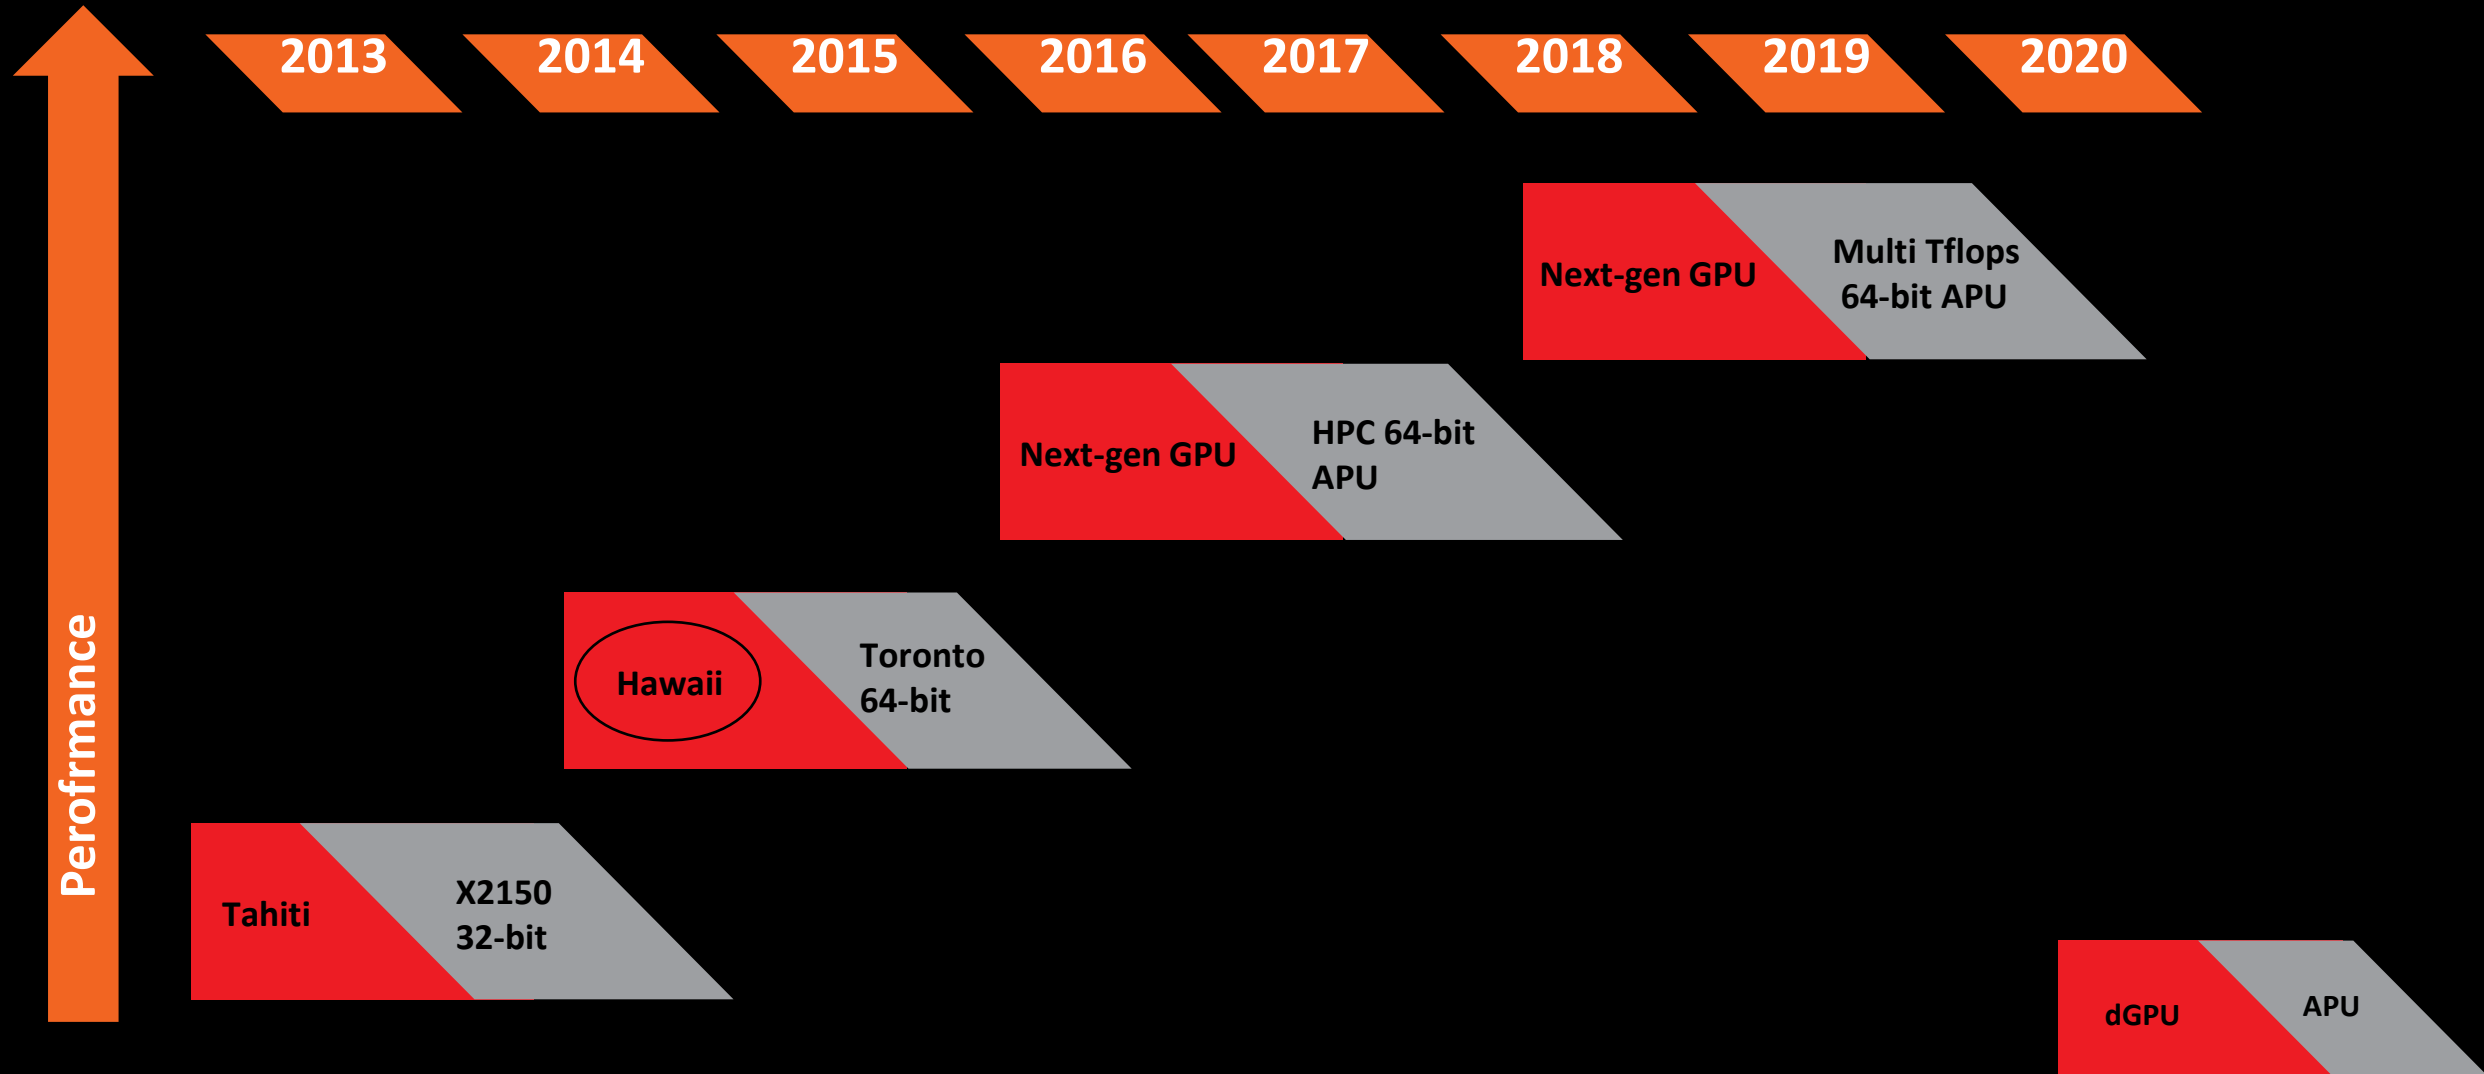 2013
2014
2015
2016
2017
2018
2019
2020
Next-gen GPU
Multi Tflops
64-bit APU
Next-gen GPU
HPC 64-bit
APU
Hawaii
Toronto
64-bit
Tahiti
X2150
32-bit
Perofrmance
dGPU
APU